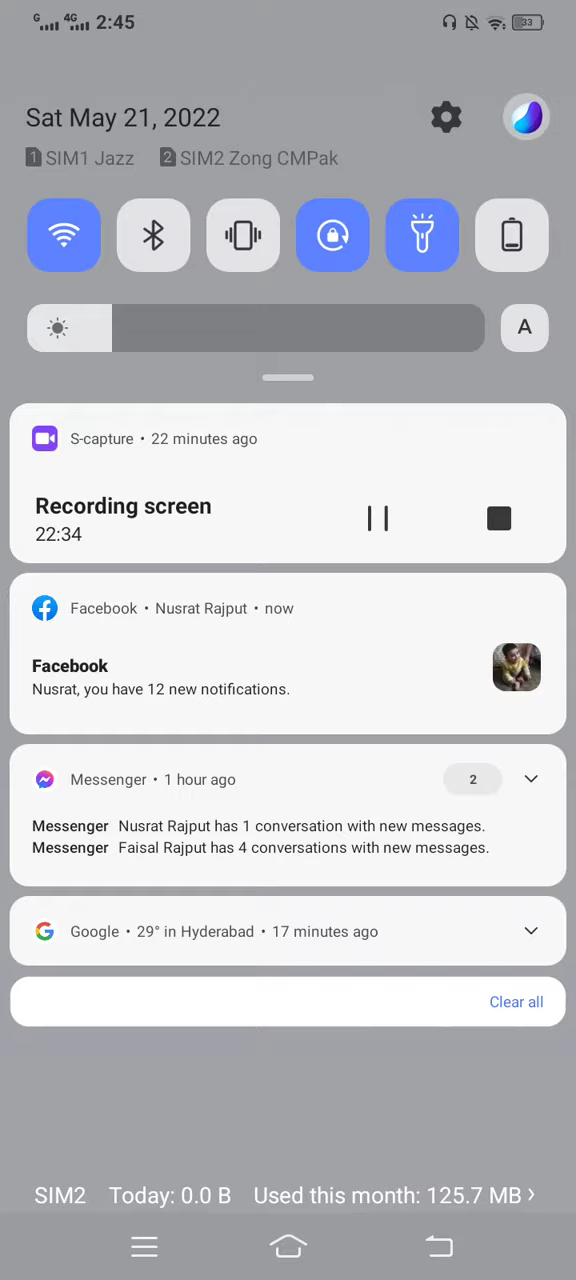 G 4G 2:45 33
Sat May 21, 2022
1 SIM1 Jazz 2 SIM2 Zong CMPak
A
S-capture • 22 minutes ago
Recording screen
22:34
Facebook • Nusrat Rajput • now
Facebook
Nusrat, you have 12 new notifications.
Messenger • 1 hour ago 2
Messenger Nusrat Rajput has 1 conversation with new messages.
Messenger Faisal Rajput has 4 conversations with new messages.
Google • 29° in Hyderabad • 17 minutes ago
Clear all
SIM2 Today: 0.0 B Used this month: 125.7 MB ›